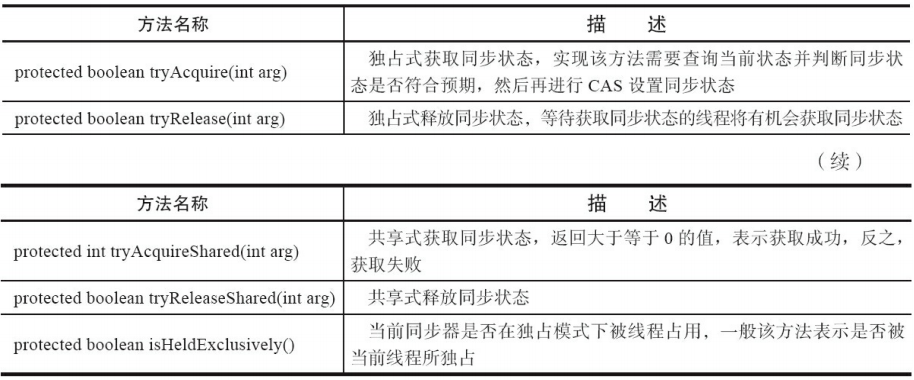 方法名称 描 述
protected boolean tryAcquire(int arg) 独占式获取同步状态，实现该方法需要查询当前状态并判断同步状
态是否符合预期，然后再进行 CAS 设置同步状态
protected boolean tryRelease(int arg) 独占式释放同步状态，等待获取同步状态的线程将有机会获取同步状态
（续）
方法名称 描 述
protected int tryAcquireShared(int arg) 共享式获取同步状态，返回大于等于 0 的值，表示获取成功，反之，
获取失败
protected boolean tryReleaseShared(int arg) 共享式释放同步状态
protected boolean isHeldExclusively() 当前同步器是否在独占模式下被线程占用，一般该方法表示是否被
当前线程所独占